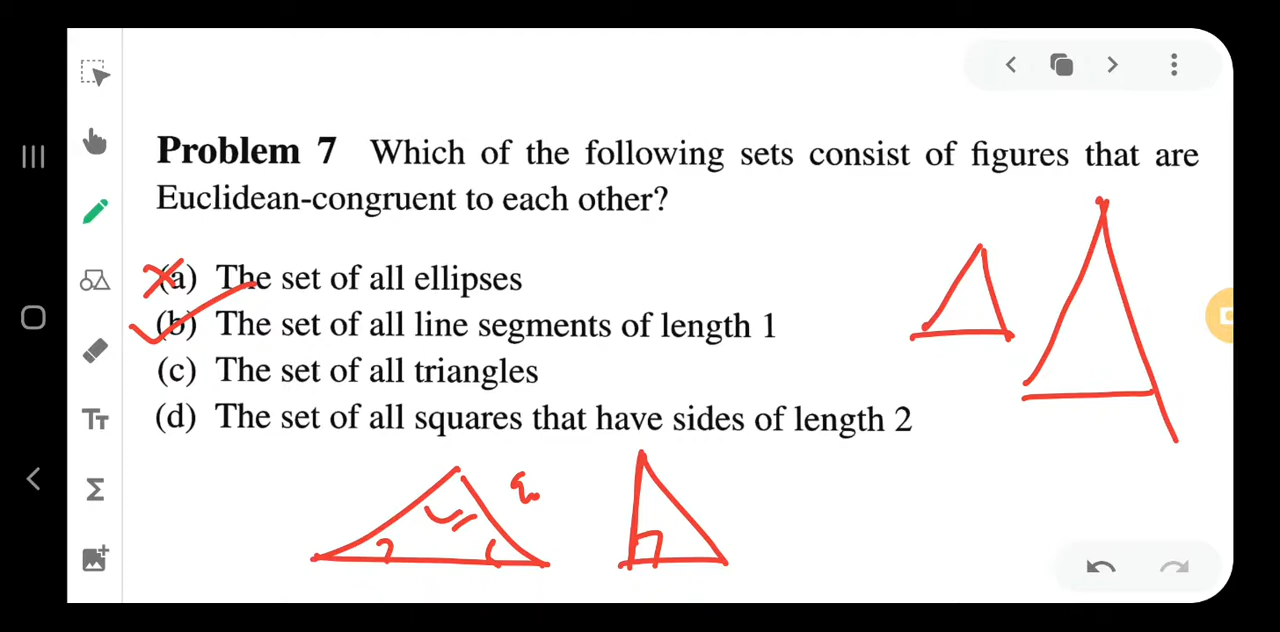 Problem 7 Which of the following sets consist of figures that are
Euclidean-congruent to each other?
(a) The set of all ellipses
(b) The set of all line segments of length 1
(c) The set of all triangles
(d) The set of all squares that have sides of length 2
Tт
Σ